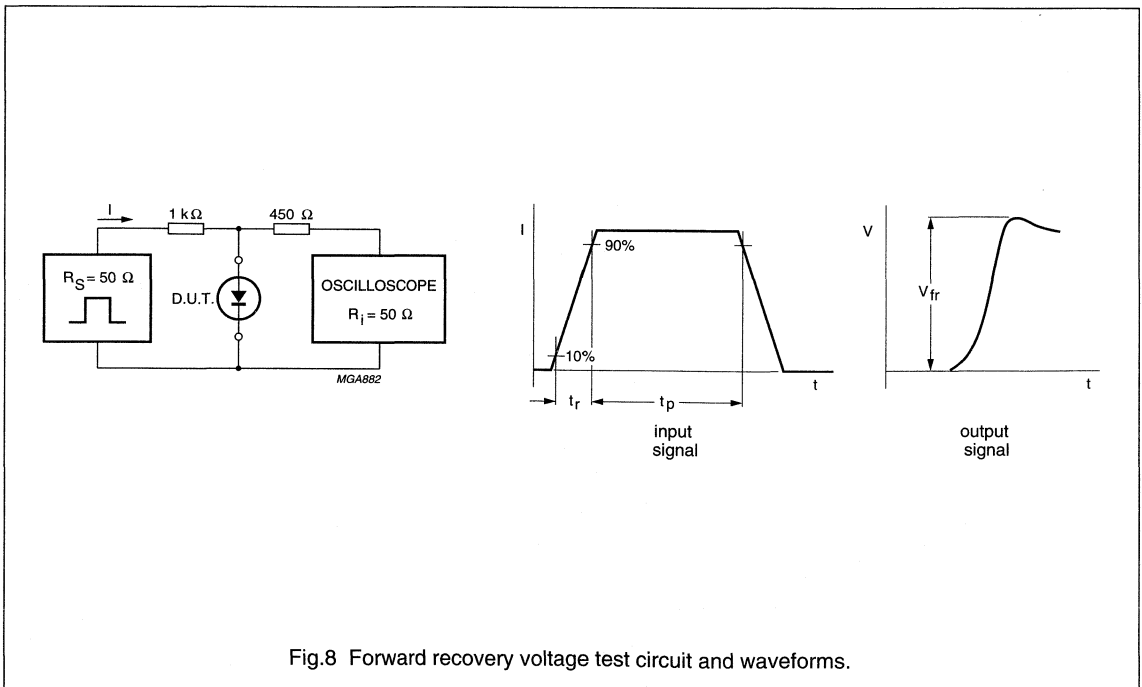 I
1 kΩ
450 Ω
R_S = 50 Ω
D.U.T.
OSCILLOSCOPE
R_i = 50 Ω
MGA882
I
90%
10%
t
t_r
t_p
input
signal
V
V_fr
t
output
signal
Fig.8 Forward recovery voltage test circuit and waveforms.